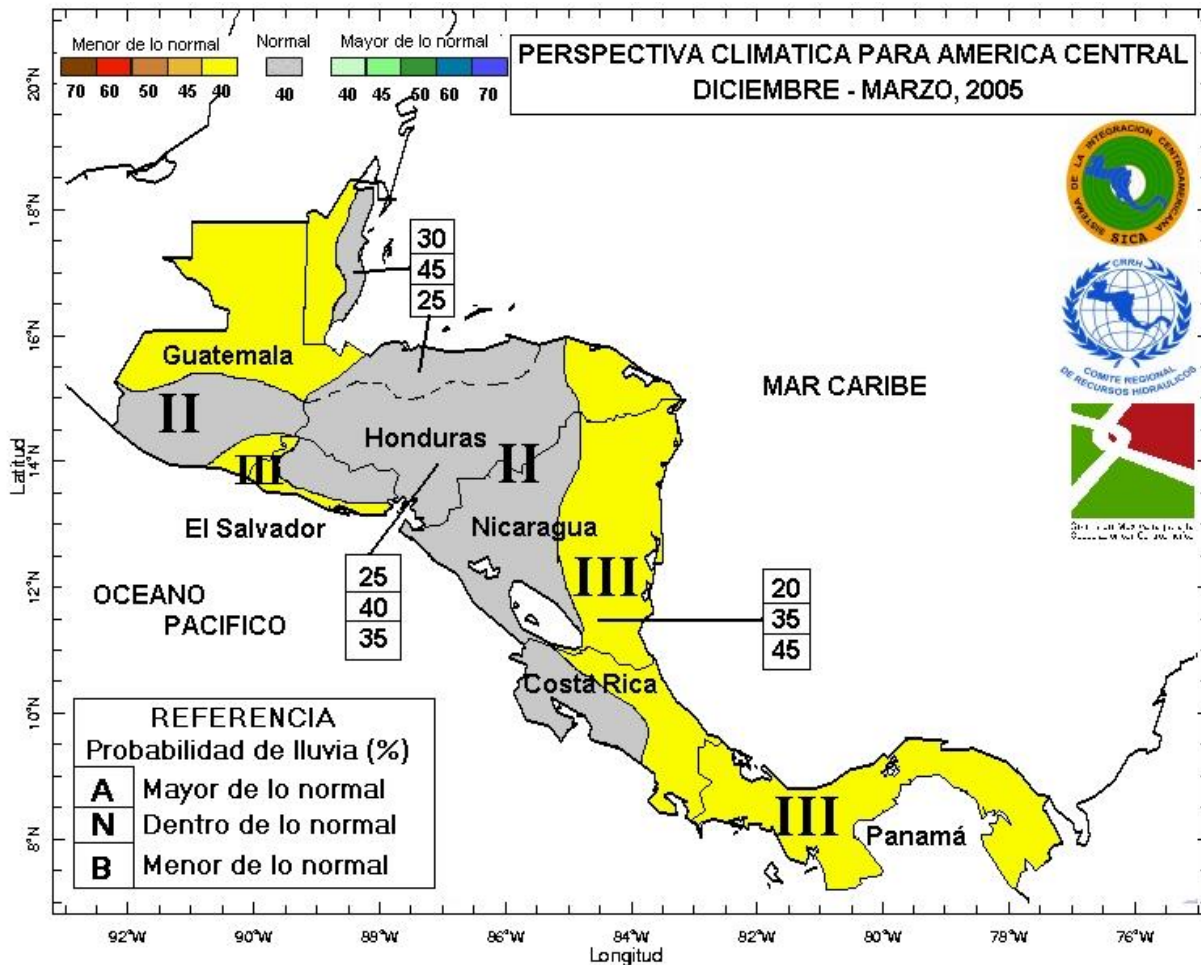 Menor de lo normal
Normal
Mayor de lo normal
70 60 50 45 40
40
40 45 50 60 70
PERSPECTIVA CLIMATICA PARA AMERICA CENTRAL
DICIEMBRE - MARZO, 2005
SISTEMA DE LA INTEGRACION CENTROAMERICANA
SICA
CRRH
COMITE REGIONAL
DE RECURSOS HIDRAULICOS
20°N
18°N
16°N
14°N
12°N
10°N
8°N
Latitud
30
45
25
Guatemala
MAR CARIBE
II
Honduras
II
III
El Salvador
Nicaragua
III
25
40
35
20
35
45
OCEANO
PACIFICO
Costa Rica
III
Panamá
REFERENCIA
Probabilidad de lluvia (%)
A Mayor de lo normal
N Dentro de lo normal
B Menor de lo normal
92°W 90°W 88°W 86°W 84°W 82°W 80°W 78°W 76°W
Longitud